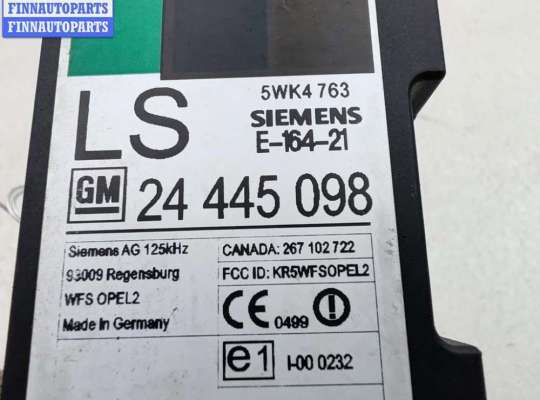 FINNAUTOPARTS
FINNAUTOPARTS
5WK4 763
LS
SIEMENS
E-164-21
GM
24 445 098
Siemens AG 125kHz
93009 Regensburg
WFS OPEL2
Made In Germany
CANADA: 267 102 722
FCC ID: KR5WFSOPEL2
CE 0499 !
e1
I-00 0232